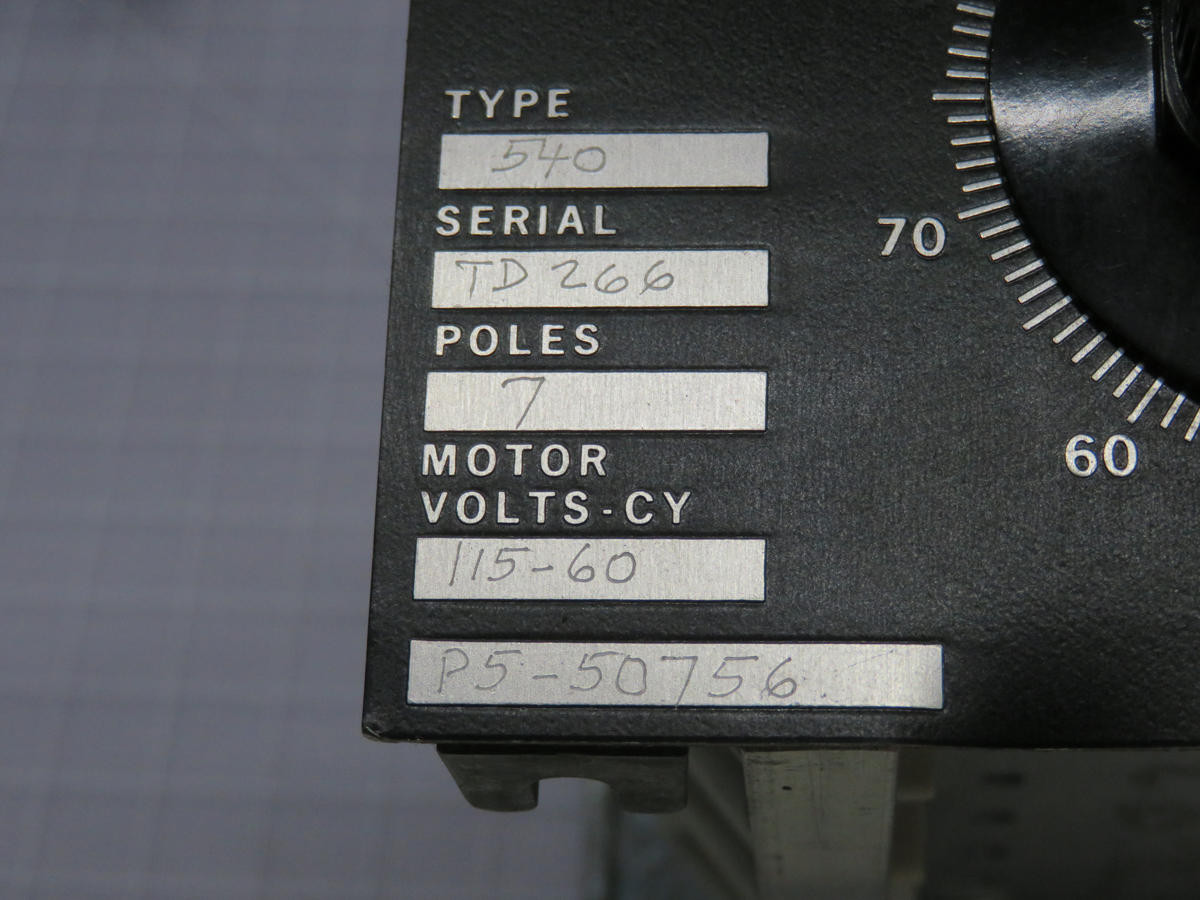 TYPE
540
SERIAL
TD 266
POLES
7
MOTOR
VOLTS-CY
115-60
P5-50756
70
60